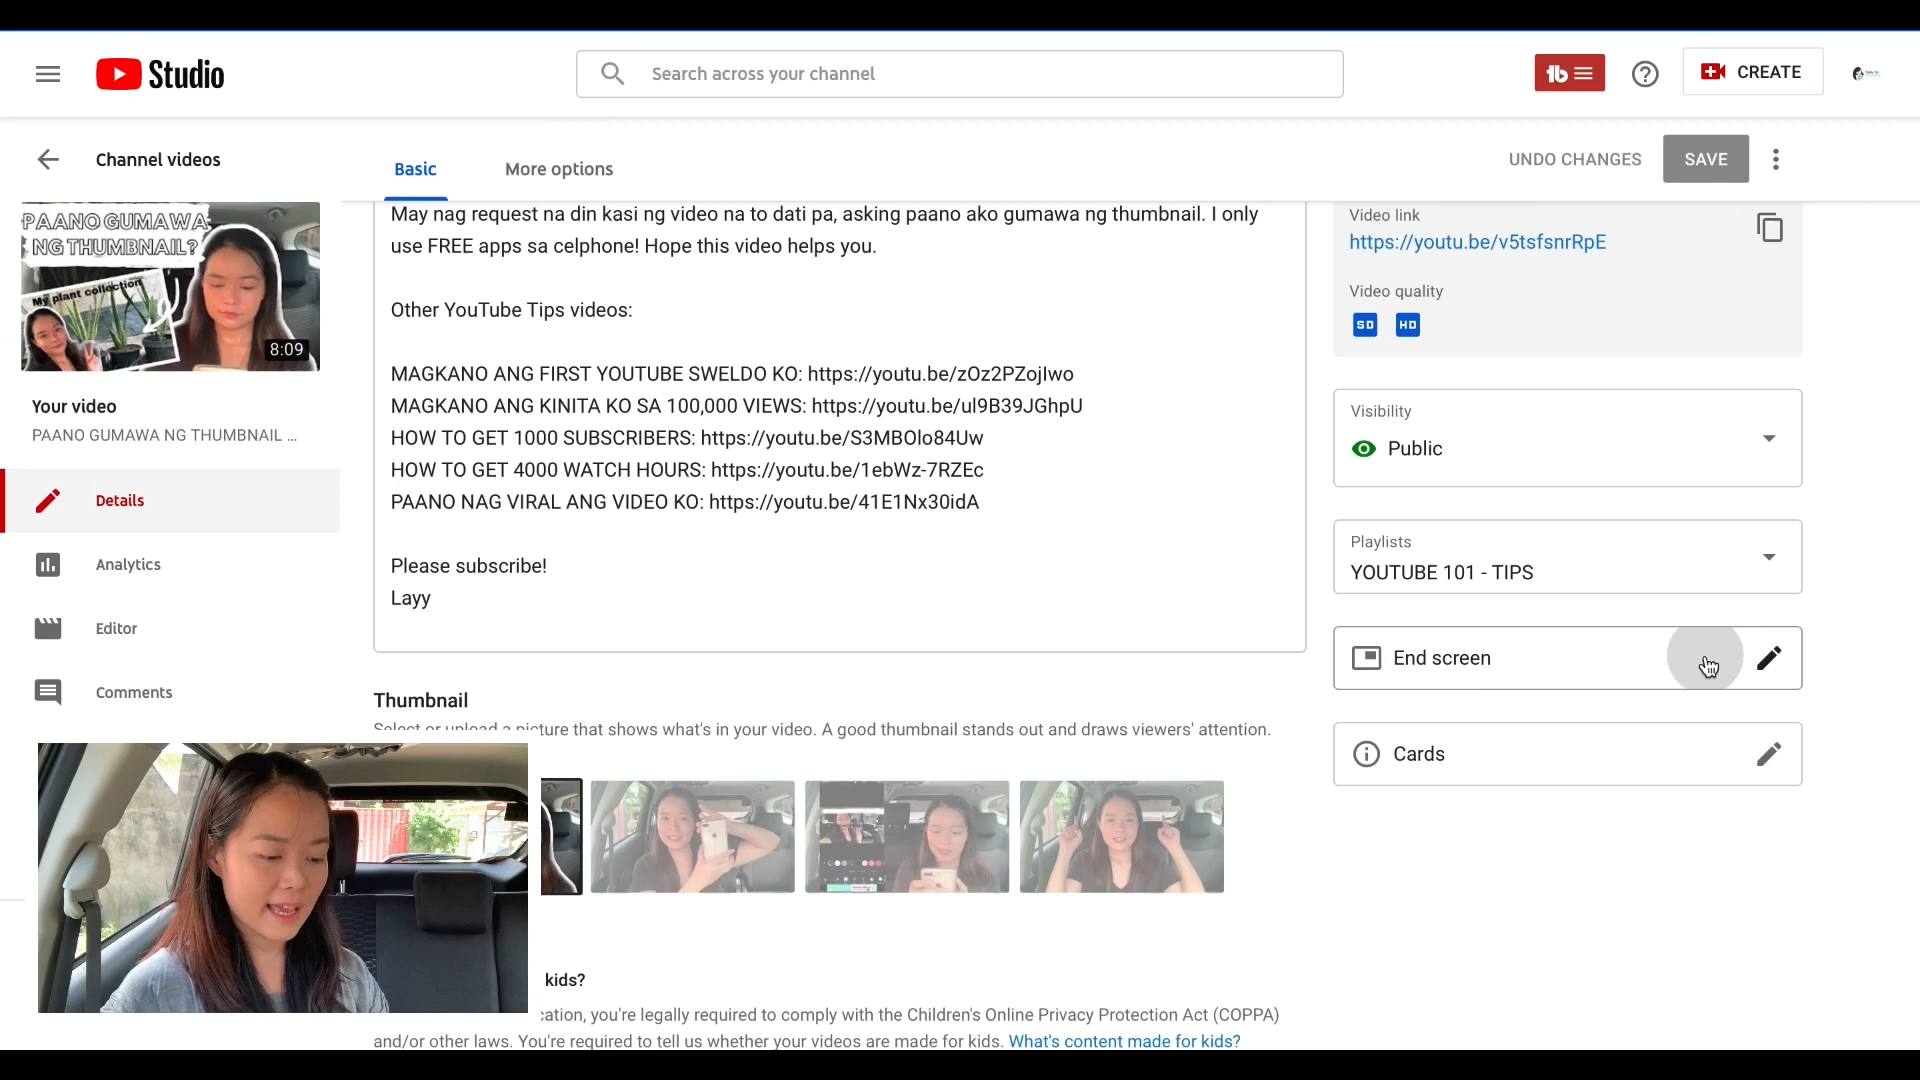 Studio
Search across your channel
CREATE
Channel videos
Basic
More options
UNDO CHANGES
SAVE
PAANO GUMAWA
NG THUMBNAIL?
My plant collection
8:09
Your video
PAANO GUMAWA NG THUMBNAIL ...
Details
Analytics
Editor
Comments
May nag request na din kasi ng video na to dati pa, asking paano ako gumawa ng thumbnail. I only
use FREE apps sa celphone! Hope this video helps you.
Other YouTube Tips videos:
MAGKANO ANG FIRST YOUTUBE SWELDO KO: https://youtu.be/zOz2PZojIwo
MAGKANO ANG KINITA KO SA 100,000 VIEWS: https://youtu.be/ul9B39JGhpU
HOW TO GET 1000 SUBSCRIBERS: https://youtu.be/S3MBOlo84Uw
HOW TO GET 4000 WATCH HOURS: https://youtu.be/1ebWz-7RZEc
PAANO NAG VIRAL ANG VIDEO KO: https://youtu.be/41E1Nx30idA
Please subscribe!
Layy
Thumbnail
Select or upload a picture that shows what's in your video. A good thumbnail stands out and draws viewers' attention.
kids?
cation, you're legally required to comply with the Children's Online Privacy Protection Act (COPPA)
and/or other laws. You're required to tell us whether your videos are made for kids. What's content made for kids?
Video link
https://youtu.be/v5tsfsnrRpE
Video quality
SD HD
Visibility
Public
Playlists
YOUTUBE 101 - TIPS
End screen
Cards